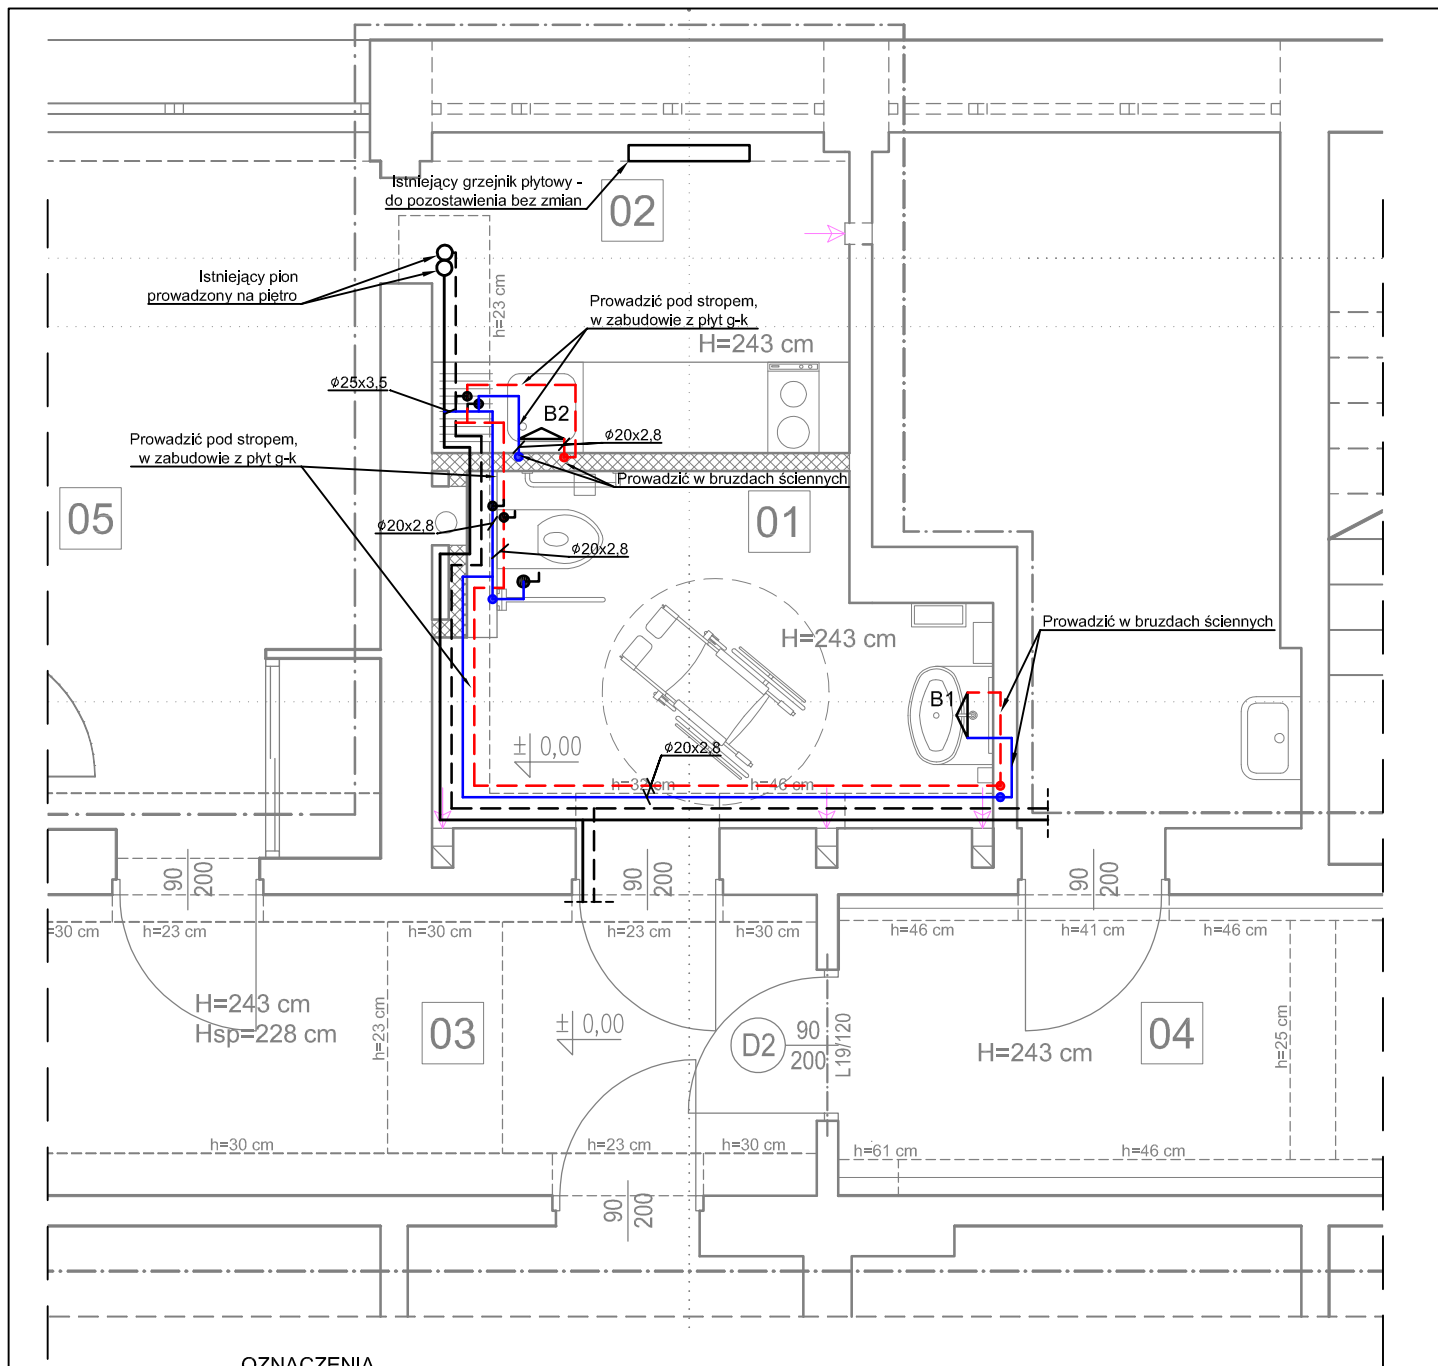 Istniejący grzejnik płytowy -
do pozostawienia bez zmian
02
Istniejący pion
prowadzony na piętro
h=23 cm
Prowadzić pod stropem,
w zabudowie z płyt g-k
H=243 cm
ϕ25x3,5
B2
ϕ20x2,8
Prowadzić pod stropem,
w zabudowie z płyt g-k
Prowadzić w bruzdach ściennych
05
01
ϕ20x2,8
ϕ20x2,8
H=243 cm
Prowadzić w bruzdach ściennych
B1
± 0,00
ϕ20x2,8
h=32 cm
h=46 cm
90
200
90
200
90
200
h=30 cm
h=23 cm
h=30 cm
h=23 cm
h=30 cm
h=46 cm
h=41 cm
h=46 cm
H=243 cm
Hsp=228 cm
h=23 cm
03
± 0,00
D2
90
200
L19/120
H=243 cm
04
h=25 cm
h=30 cm
h=23 cm
h=30 cm
h=61 cm
h=46 cm
90
200
OZNACZENIA